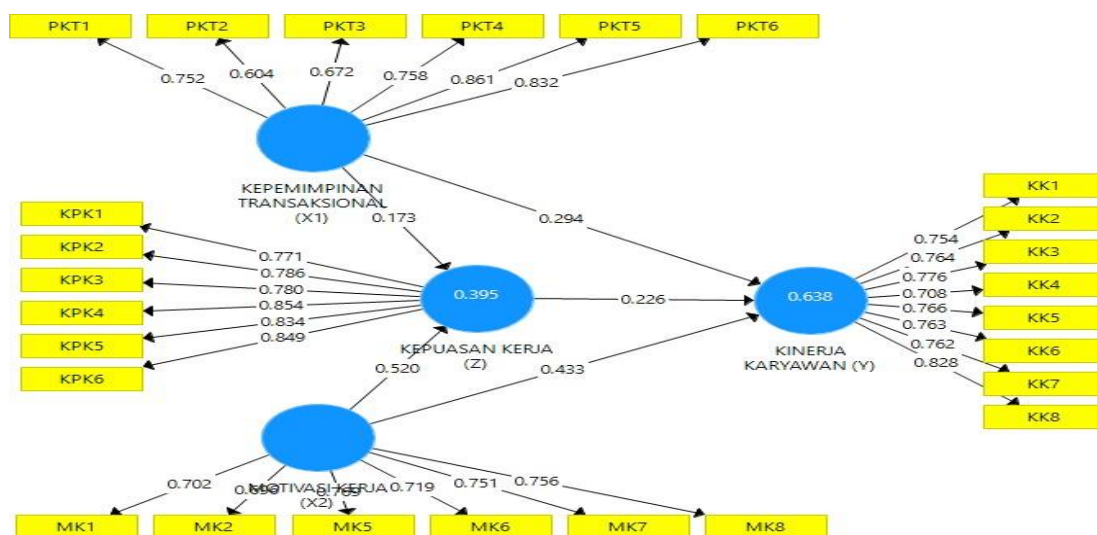 PKT1 PKT2 PKT3 PKT4 PKT5 PKT6
0.752 0.604 0.672 0.758 0.861 0.832
KEPEMIMPINAN
TRANSAKSIONAL
(X1)
0.173
0.294
KPK1
KPK2
KPK3
KPK4
KPK5
KPK6
0.771
0.786
0.780
0.854
0.834
0.849
0.395
KEPUASAN KERJA
(Z)
0.226
0.520
0.433
0.638
KINERJA
KARYAWAN (Y)
0.754
0.764
0.776
0.708
0.766
0.763
0.762
0.828
KK1
KK2
KK3
KK4
KK5
KK6
KK7
KK8
MOTIVASI KERJA
(X2)
0.702 0.719 0.751 0.756
MK1 MK2 MK5 MK6 MK7 MK8